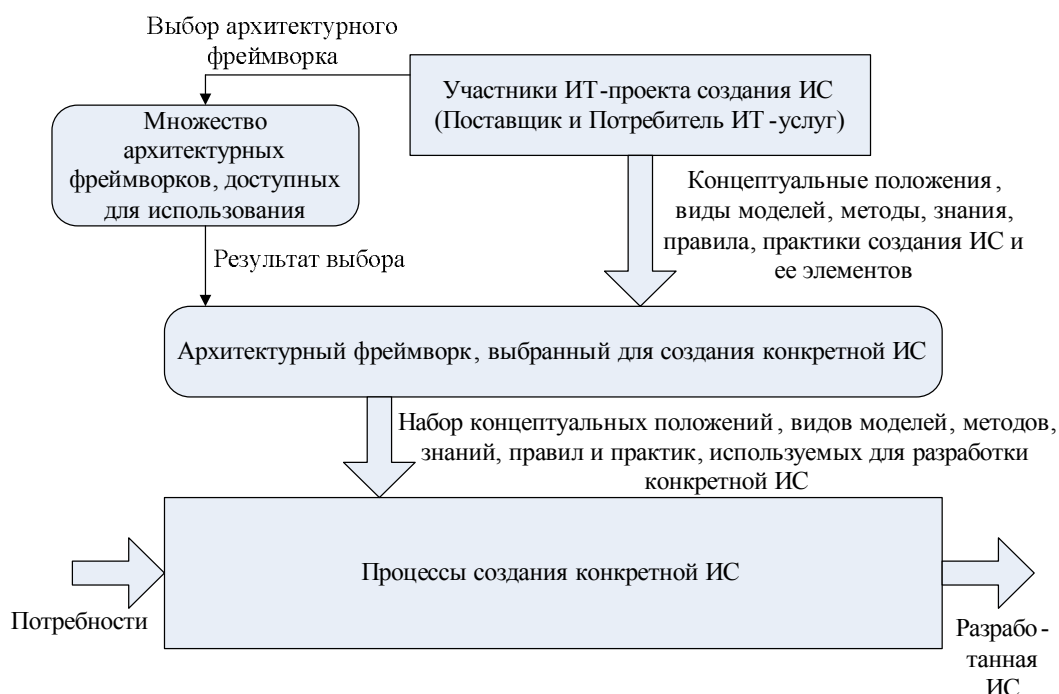 Выбор архитектурного
фреймворка
Участники ИТ-проекта создания ИС
(Поставщик и Потребитель ИТ-услуг)
Множество
архитектурных
фреймворков, доступных
для использования
Концептуальные положения,
виды моделей, методы, знания,
правила, практики создания ИС и
ее элементов
Результат выбора
Архитектурный фреймворк, выбранный для создания конкретной ИС
Набор концептуальных положений, видов моделей, методов,
знаний, правил и практик, используемых для разработки
конкретной ИС
Процессы создания конкретной ИС
Потребности
Разрабо-
танная
ИС